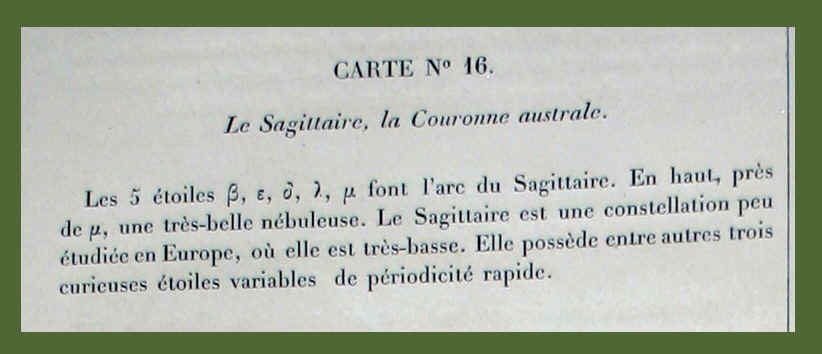 CARTE Nº 16.
Le Sagittaire, la Couronne australe.
Les 5 étoiles β, ε, δ, λ, μ font l'arc du Sagittaire. En haut, près
de μ, une très-belle nébuleuse. Le Sagittaire est une constellation peu
étudiée en Europe, où elle est très-basse. Elle possède entre autres trois
curieuses étoiles variables de périodicité rapide.